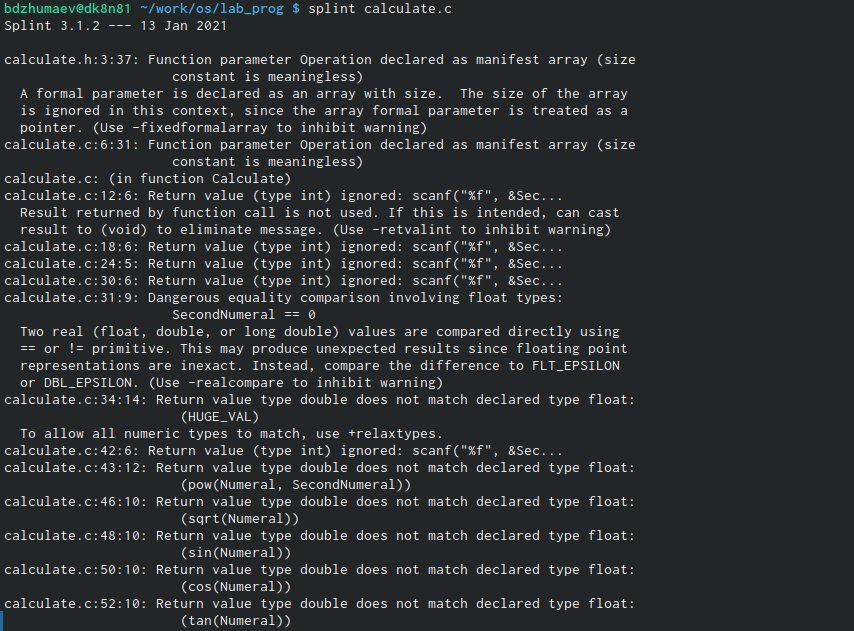 bdzhumaev@dk8n81 ~/work/os/lab_prog $ splint calculate.c
Splint 3.1.2 --- 13 Jan 2021

calculate.h:3:37: Function parameter Operation declared as manifest array (size
                     constant is meaningless)
  A formal parameter is declared as an array with size.  The size of the array
  is ignored in this context, since the array formal parameter is treated as a
  pointer. (Use -fixedformalarray to inhibit warning)
calculate.c:6:31: Function parameter Operation declared as manifest array (size
                     constant is meaningless)
calculate.c: (in function Calculate)
calculate.c:12:6: Return value (type int) ignored: scanf("%f", &Sec...
  Result returned by function call is not used. If this is intended, can cast
  result to (void) to eliminate message. (Use -retvalint to inhibit warning)
calculate.c:18:6: Return value (type int) ignored: scanf("%f", &Sec...
calculate.c:24:5: Return value (type int) ignored: scanf("%f", &Sec...
calculate.c:30:6: Return value (type int) ignored: scanf("%f", &Sec...
calculate.c:31:9: Dangerous equality comparison involving float types:
                     SecondNumeral == 0
  Two real (float, double, or long double) values are compared directly using
  == or != primitive. This may produce unexpected results since floating point
  representations are inexact. Instead, compare the difference to FLT_EPSILON
  or DBL_EPSILON. (Use -realcompare to inhibit warning)
calculate.c:34:14: Return value type double does not match declared type float:
                      (HUGE_VAL)
  To allow all numeric types to match, use +relaxtypes.
calculate.c:42:6: Return value (type int) ignored: scanf("%f", &Sec...
calculate.c:43:12: Return value type double does not match declared type float:
                      (pow(Numeral, SecondNumeral))
calculate.c:46:10: Return value type double does not match declared type float:
                      (sqrt(Numeral))
calculate.c:48:10: Return value type double does not match declared type float:
                      (sin(Numeral))
calculate.c:50:10: Return value type double does not match declared type float:
                      (cos(Numeral))
calculate.c:52:10: Return value type double does not match declared type float:
                      (tan(Numeral))